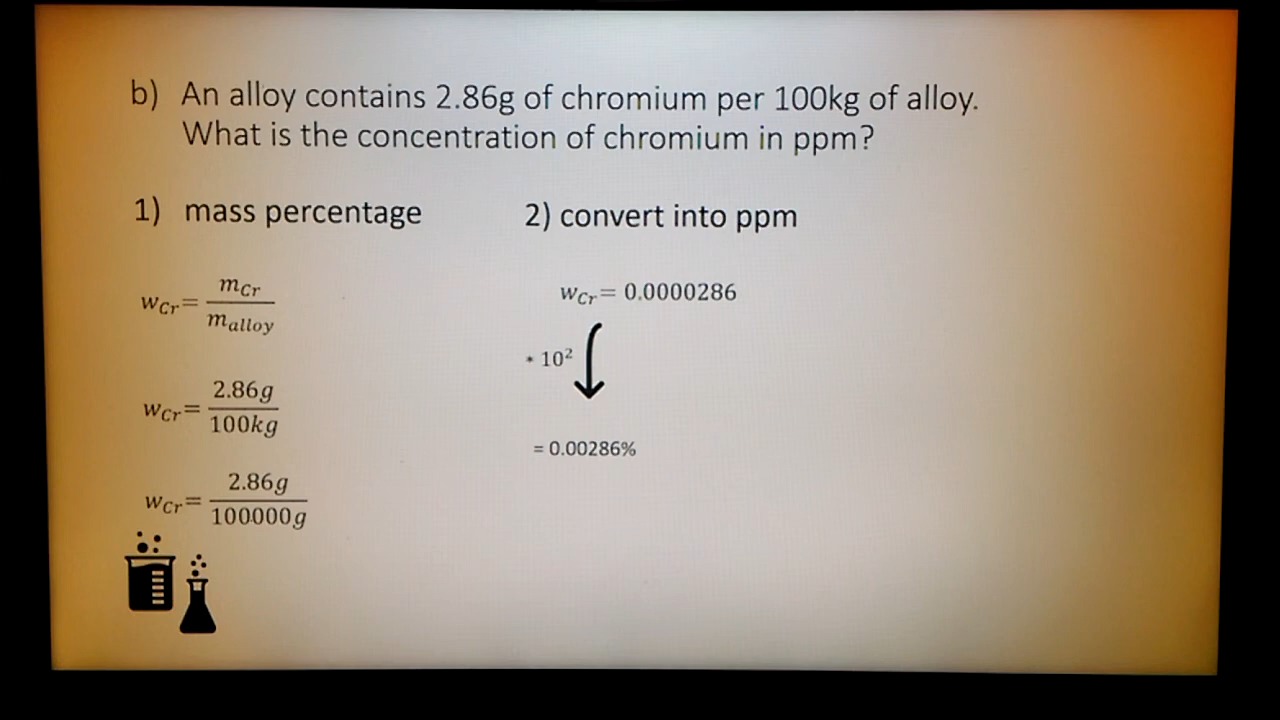 b) An alloy contains 2.86g of chromium per 100kg of alloy.
What is the concentration of chromium in ppm?
1) mass percentage
w_Cr = m_Cr / m_alloy
w_Cr = 2.86g / 100kg
w_Cr = 2.86g / 100000g
2) convert into ppm
w_Cr = 0.0000286
* 10²
= 0.00286%